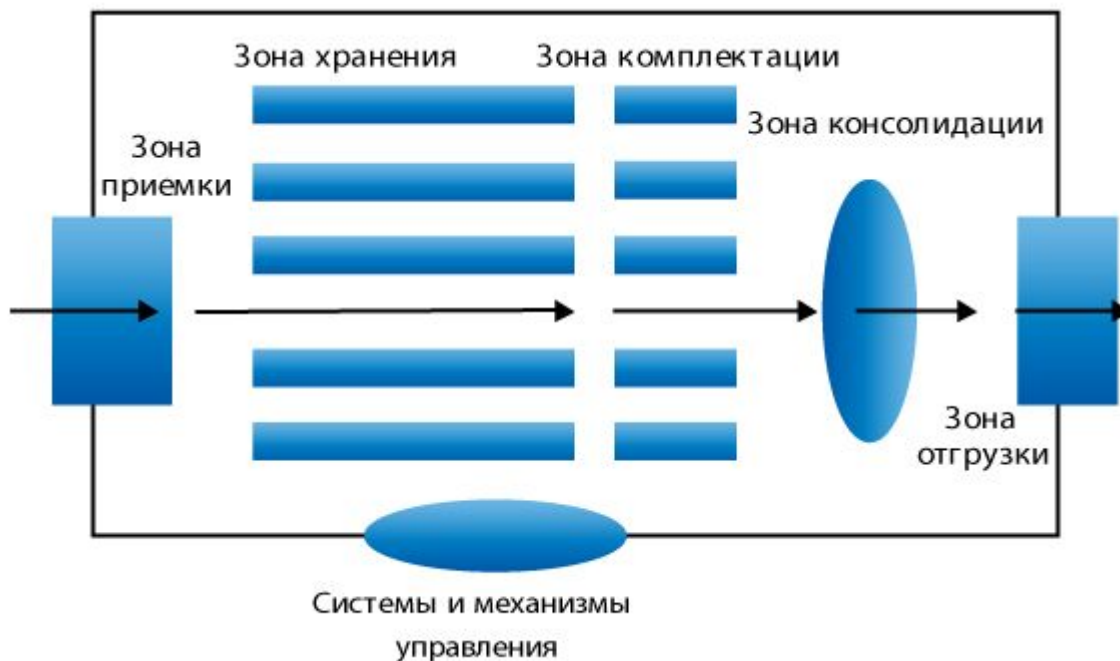 Зона хранения
Зона комплектации
Зона консолидации
Зона
приемки
Зона
отгрузки
Системы и механизмы
управления